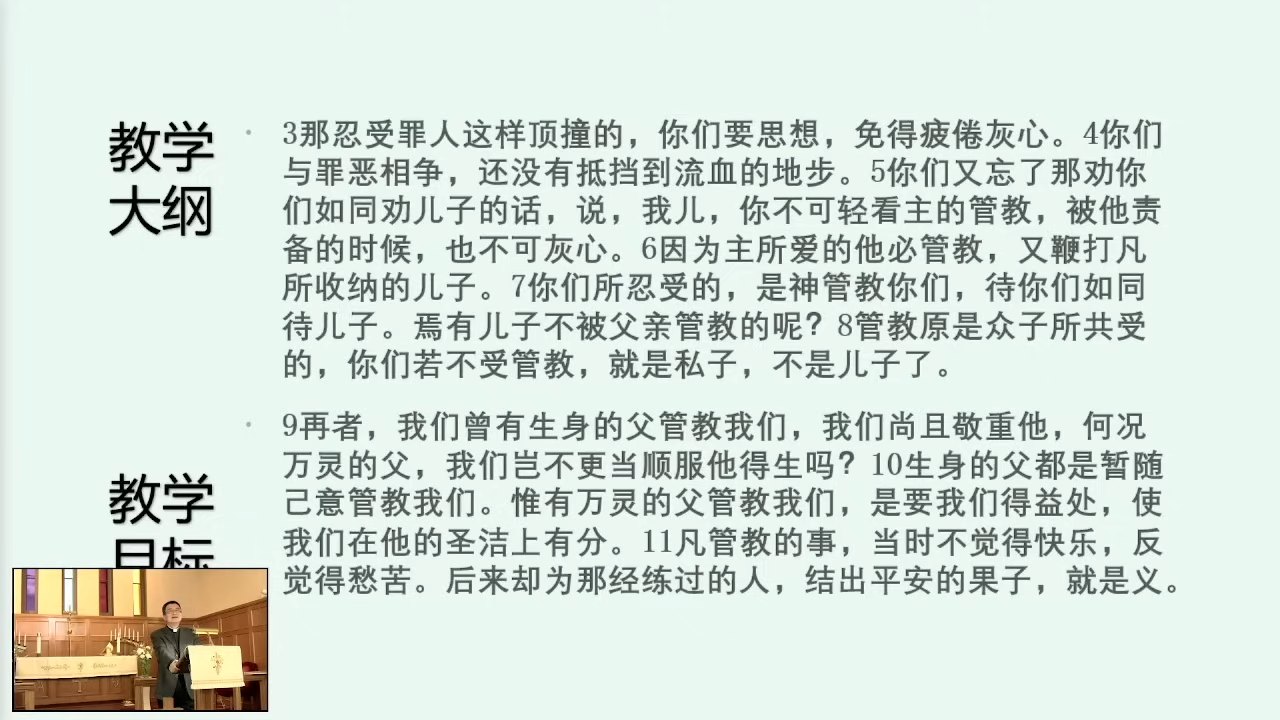 教学
大纲
3那忍受罪人这样顶撞的，你们要思想，免得疲倦灰心。4你们
与罪恶相争，还没有抵挡到流血的地步。5你们又忘了那劝你
们如同劝儿子的话，说，我儿，你不可轻看主的管教，被他责
备的时候，也不可灰心。6因为主所爱的他必管教，又鞭打凡
所收纳的儿子。7你们所忍受的，是神管教你们，待你们如同
待儿子。焉有儿子不被父亲管教的呢？8管教原是众子所共受
的，你们若不受管教，就是私子，不是儿子了。
教学
目标
9再者，我们曾有生身的父管教我们，我们尚且敬重他，何况
万灵的父，我们岂不更当顺服他得生吗？10生身的父都是暂随
己意管教我们。惟有万灵的父管教我们，是要我们得益处，使
我们在他的圣洁上有分。11凡管教的事，当时不觉得快乐，反
觉得愁苦。后来却为那经练过的人，结出平安的果子，就是义。